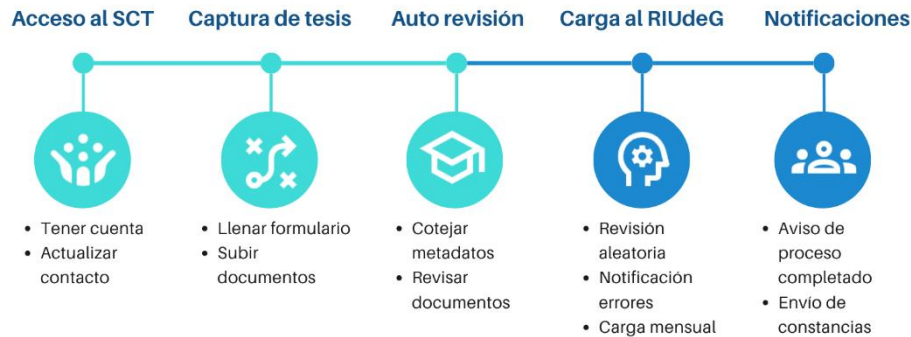 Acceso al SCT
Captura de tesis
Auto revisión
Carga al RIUdeG
Notificaciones
• Tener cuenta
• Actualizar
contacto
• Llenar formulario
• Subir
documentos
• Cotejar
metadatos
• Revisar
documentos
• Revisión
aleatoria
• Notificación
errores
• Carga mensual
• Aviso de
proceso
completado
• Envío de
constancias